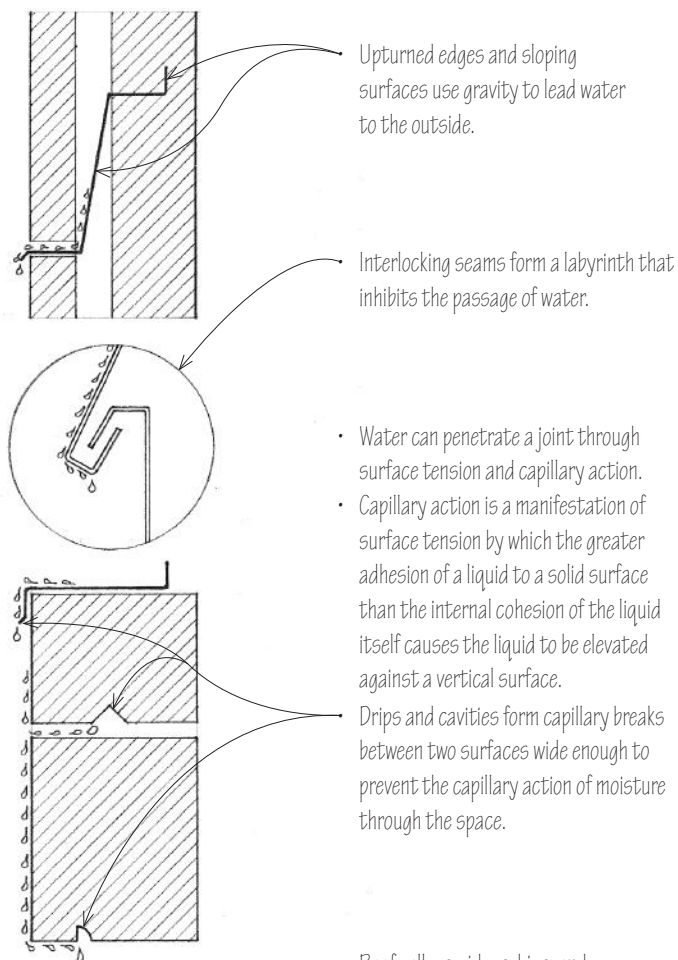 • Upturned edges and sloping
surfaces use gravity to lead water
to the outside.
• Interlocking seams form a labyrinth that
inhibits the passage of water.
• Water can penetrate a joint through
surface tension and capillary action.
• Capillary action is a manifestation of
surface tension by which the greater
adhesion of a liquid to a solid surface
than the internal cohesion of the liquid
itself causes the liquid to be elevated
against a vertical surface.
• Drips and cavities form capillary breaks
between two surfaces wide enough to
prevent the capillary action of moisture
through the space.